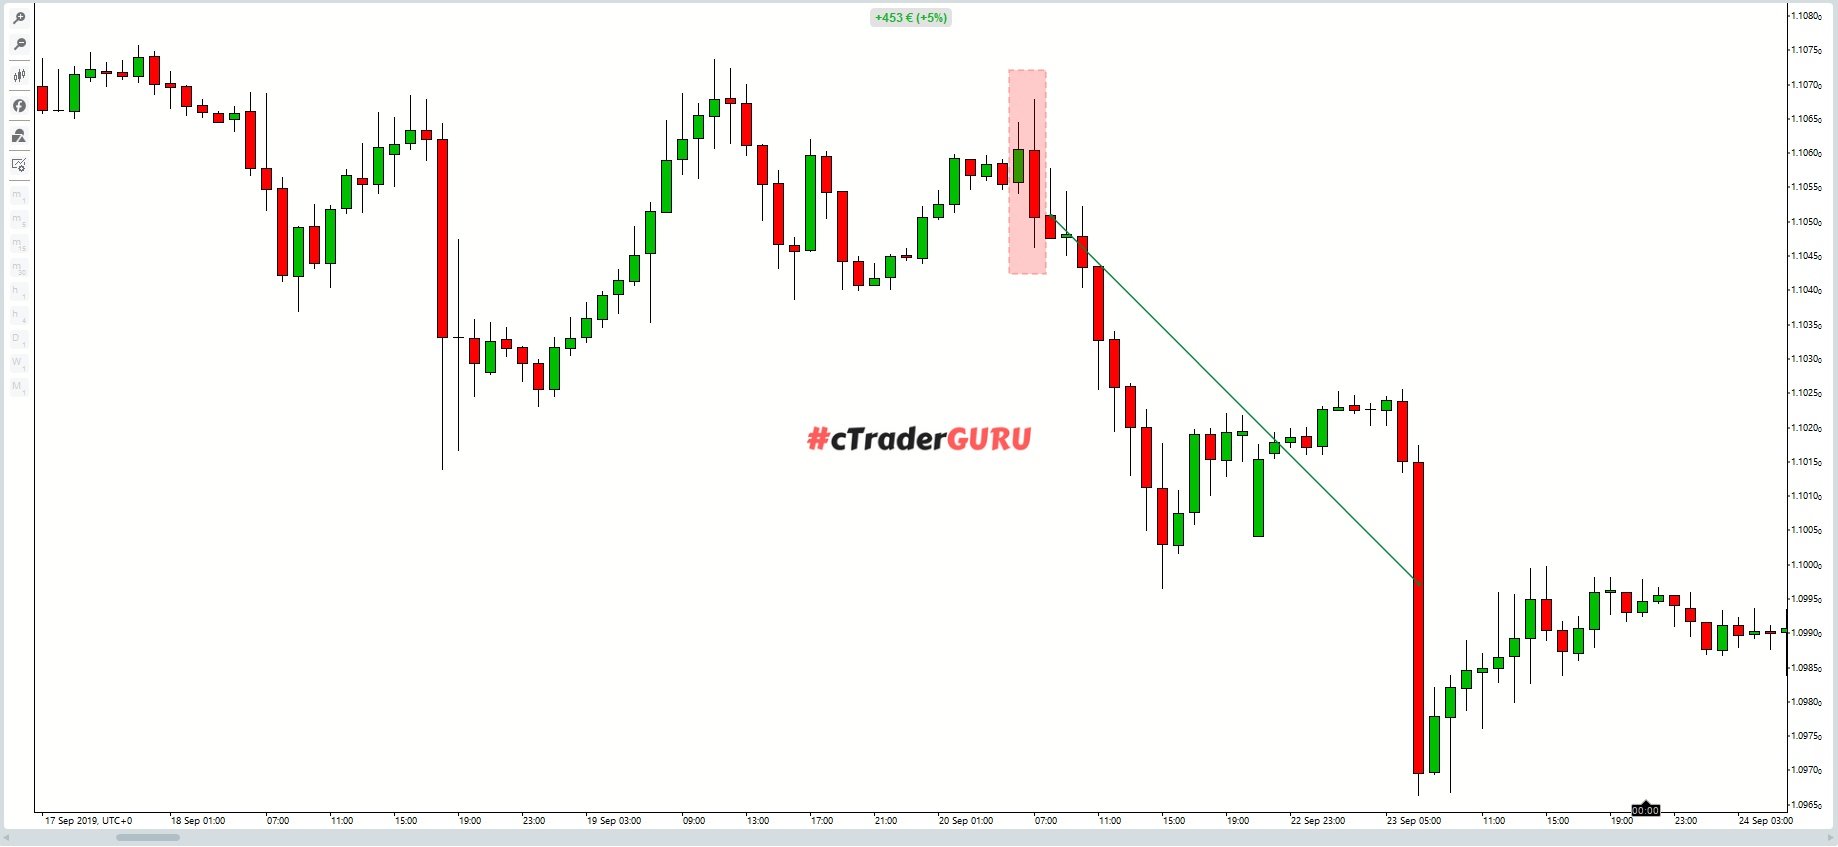 +453 € (+5%)
1.1080₀
1.1075₀
1.1070₀
1.1065₀
1.1060₀
1.1055₀
1.1050₀
1.1045₀
1.1040₀
1.1035₀
1.1030₀
1.1025₀
1.1020₀
1.1015₀
1.1010₀
1.1005₀
1.1000₀
1.0995₀
1.0990₀
1.0985₀
1.0980₀
1.0975₀
1.0970₀
1.0965₀
m₁
m₅
m₁₅
m₃₀
h₁
h₄
D₁
W₁
M₁
#cTraderGURU
00:00
17 Sep 2019, UTC+0 18 Sep 01:00 07:00 11:00 15:00 19:00 23:00 19 Sep 03:00 09:00 13:00 17:00 21:00 20 Sep 01:00 07:00 11:00 15:00 19:00 22 Sep 23:00 23 Sep 05:00 11:00 15:00 19:00 23:00 24 Sep 03:00